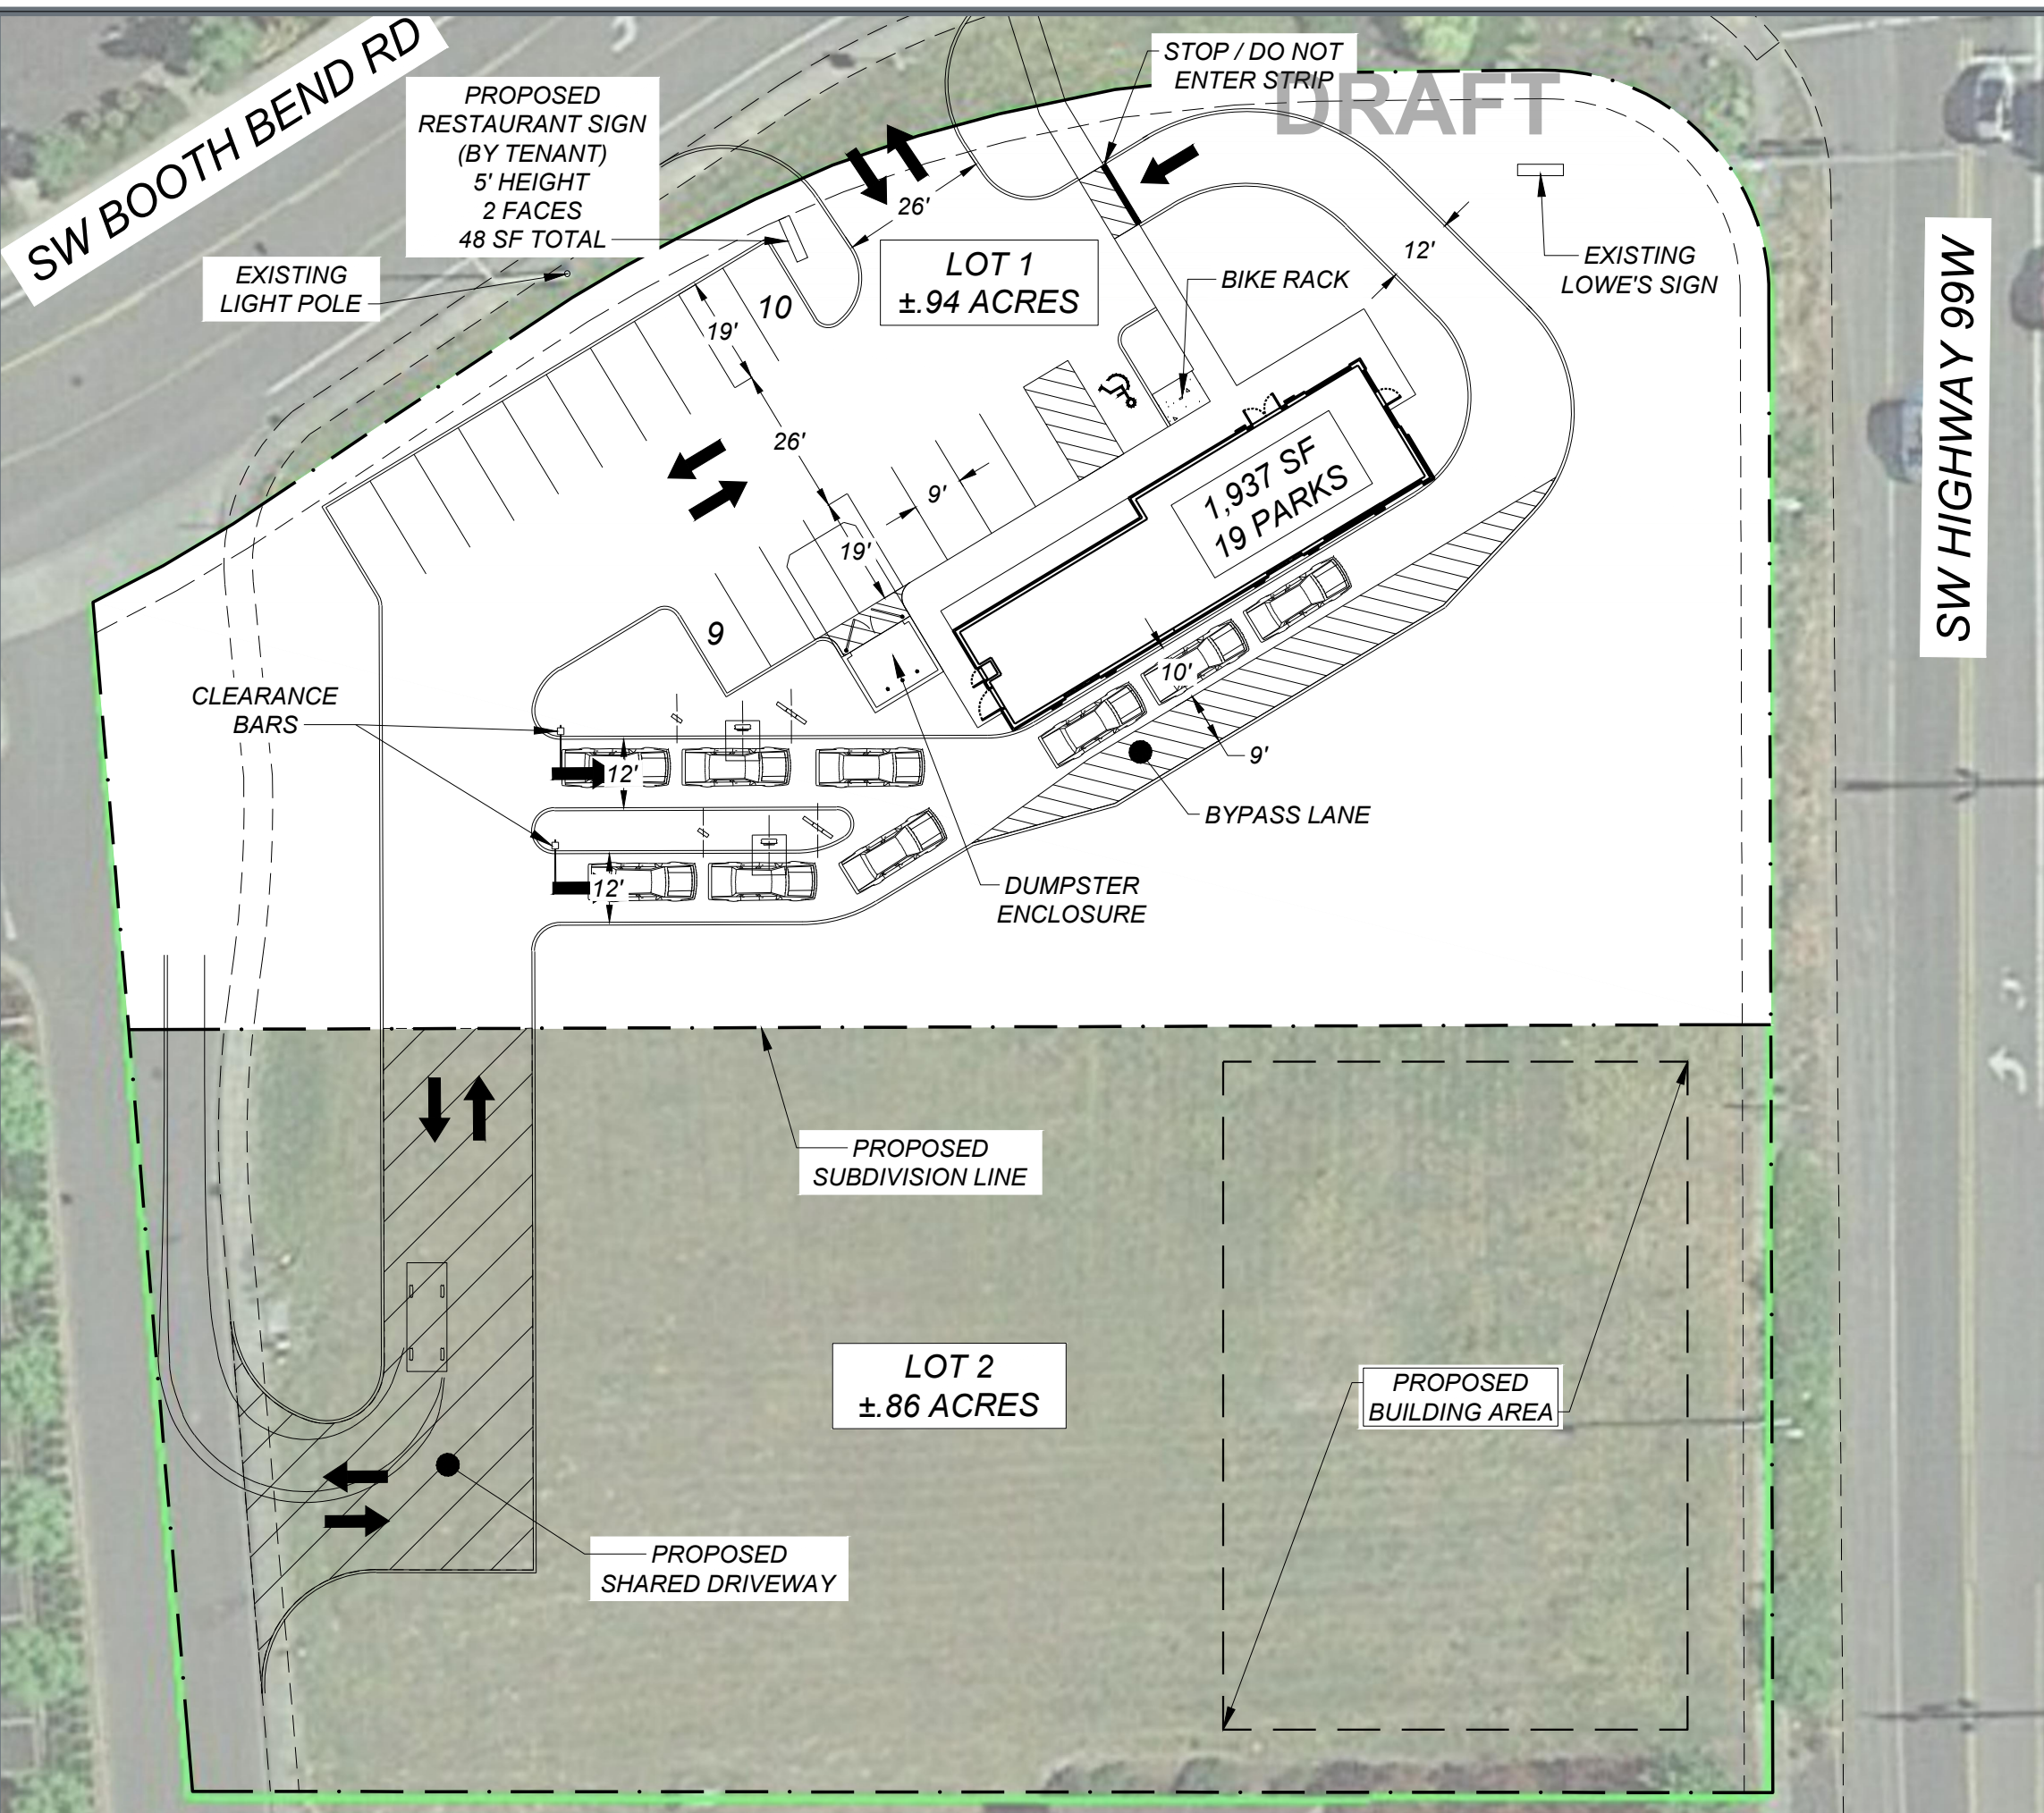 SW BOOTH BEND RD
PROPOSED
RESTAURANT SIGN
(BY TENANT)
5' HEIGHT
2 FACES
48 SF TOTAL
STOP / DO NOT
ENTER STRIP
DRAFT
EXISTING
LIGHT POLE
26'
LOT 1
±.94 ACRES
12'
EXISTING
LOWE'S SIGN
BIKE RACK
SW HIGHWAY 99W
10
19'
26'
9'
19'
1,937 SF
19 PARKS
9
CLEARANCE
BARS
10'
9'
12'
BYPASS LANE
12'
DUMPSTER
ENCLOSURE
PROPOSED
SUBDIVISION LINE
LOT 2
±.86 ACRES
PROPOSED
BUILDING AREA
PROPOSED
SHARED DRIVEWAY